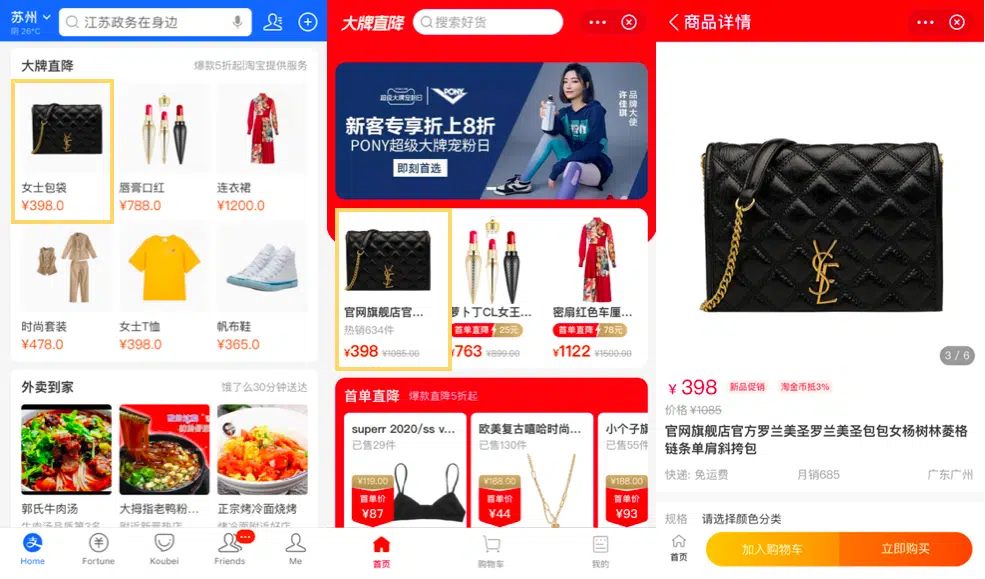 苏州
阴 26°C
江苏政务在身边
大牌直降
爆款5折起|淘宝提供服务
女士包袋
¥398.0
唇膏口红
¥788.0
连衣裙
¥1200.0
时尚套装
¥478.0
女士T恤
¥398.0
帆布鞋
¥365.0
外卖到家
饿了么30分钟送达
郭氏牛肉汤
大拇指老鸭粉...
正宗烤冷面烧烤
Home
Fortune
Koubei
Friends
Me
大牌直降
搜索好货
超级大牌宠粉日
PONY
新客专享折上8折
PONY超级大牌宠粉日
即刻首选
品牌大使
许佳琪
官网旗舰店官...
热销634件
¥398 ¥1085.00
萝卜丁CL女王...
首单直降 25元
¥763 ¥899.00
密扇红色车厘...
首单直降 78元
¥1122 ¥1500.00
首单直降
爆款直降5折起
superr 2020/ss v...
已售29件
¥119.00
首单价
¥87
欧美复古嘻哈时尚...
已售130件
¥168.00
首单价
¥44
小个子旗
已售55件
¥188.00
首单价
¥93
首页
购物车
我的
商品详情
YSL
3 / 6
¥ 398
新品促销
淘金币抵3%
价格 ¥1085
官网旗舰店官方罗兰美圣罗兰美圣包包女杨树林菱格
链条单肩斜挎包
快递: 免运费
月销685
广东广州
规格
请选择颜色分类
首页
加入购物车
立即购买